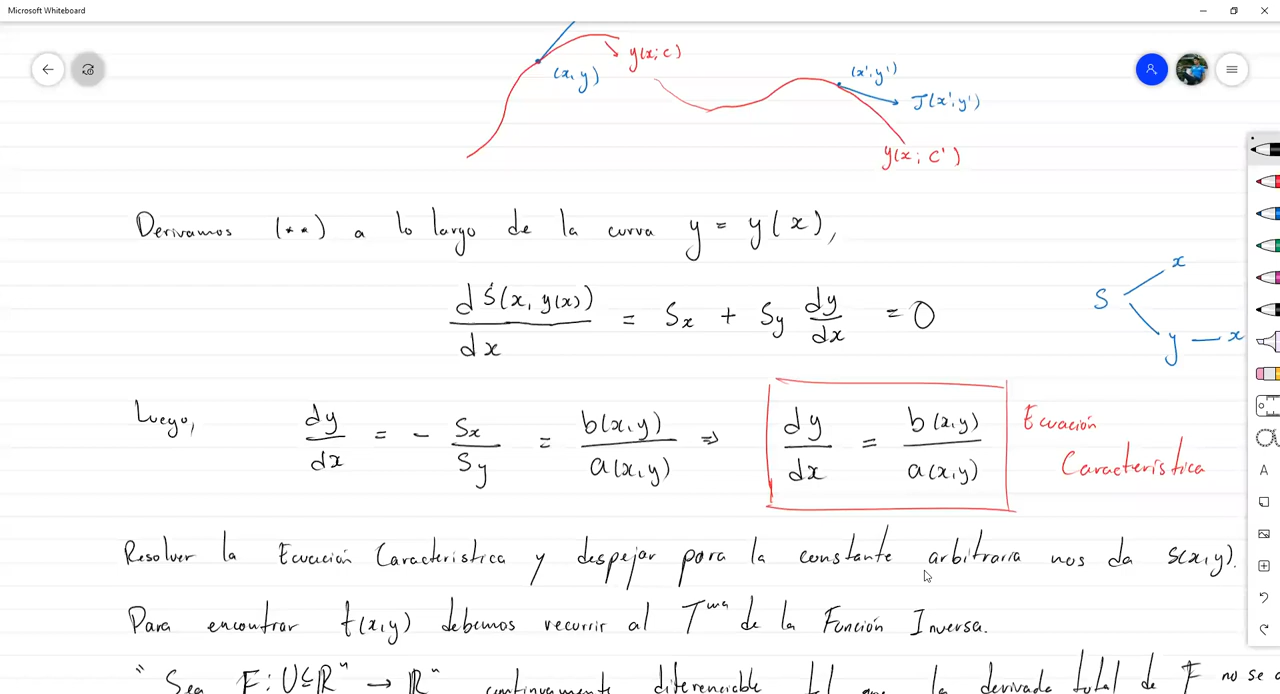 Microsoft Whiteboard
(x,y)
y(x;c)
(x',y')
J(x',y')
y(x; c')
Derivamos (**) a lo largo de la curva y = y(x),
dS(x, y(x))/dx = Sx + Sy dy/dx = 0
S x
y — x
Luego, dy/dx = - Sx/Sy = b(x,y)/a(x,y) => dy/dx = b(x,y)/a(x,y) Ecuación
Característica
Resolver la Ecuación Característica y despejar para la constante arbitraria nos da s(x,y).
Para encontrar t(x,y) debemos recurrir al Tma de la Función Inversa.
" Sea F: U⊆ℝⁿ → ℝⁿ continuamente diferenciable tal que la derivada total de F no se